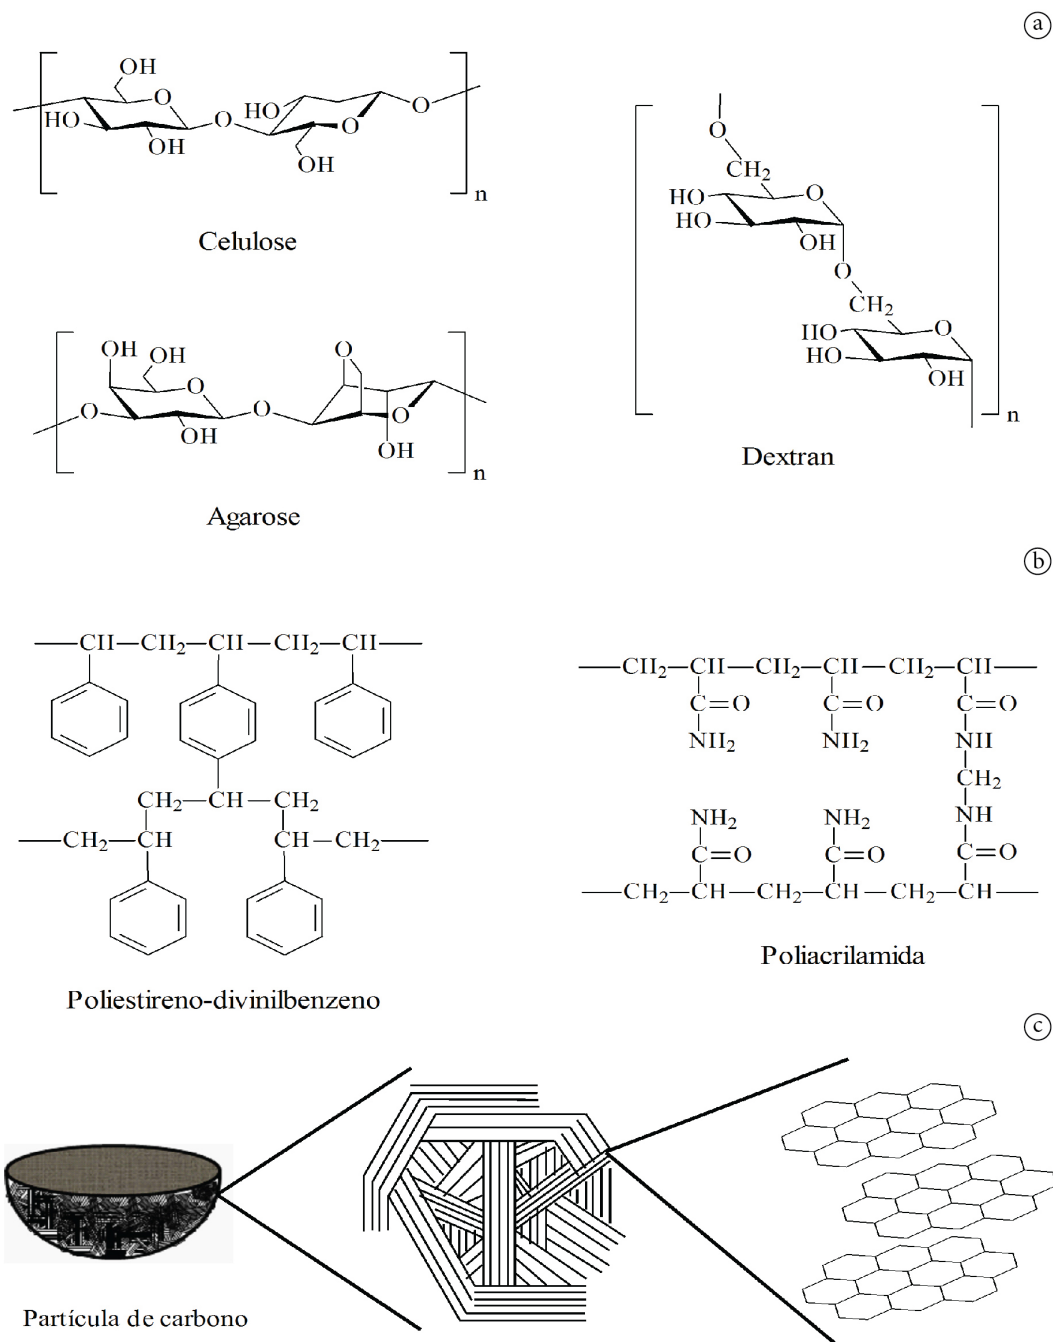 a
OH
O
HO
O
HO
O
O
OH
OH
n
Celulose
O
CH2
HO
O
HO
OH
O
CH2
HO
O
HO
OH
n
Dextran
OH
OH
O
O
O
O
OH
O
OH
n
Agarose
b
CH—CH2—CH—CH2—CH
CH2—CH—CH2
CH2—CH CH—CH2
Poliestireno-divinilbenzeno
CH2—CH—CH2—CH—CH2—CH
C=O C=O C=O
NH2 NH2 NH
CH2
NH2 NH2 NH
C=O C=O C=O
CH2—CH—CH2—CH—CH2—CH
Poliacrilamida
c
Partícula de carbono